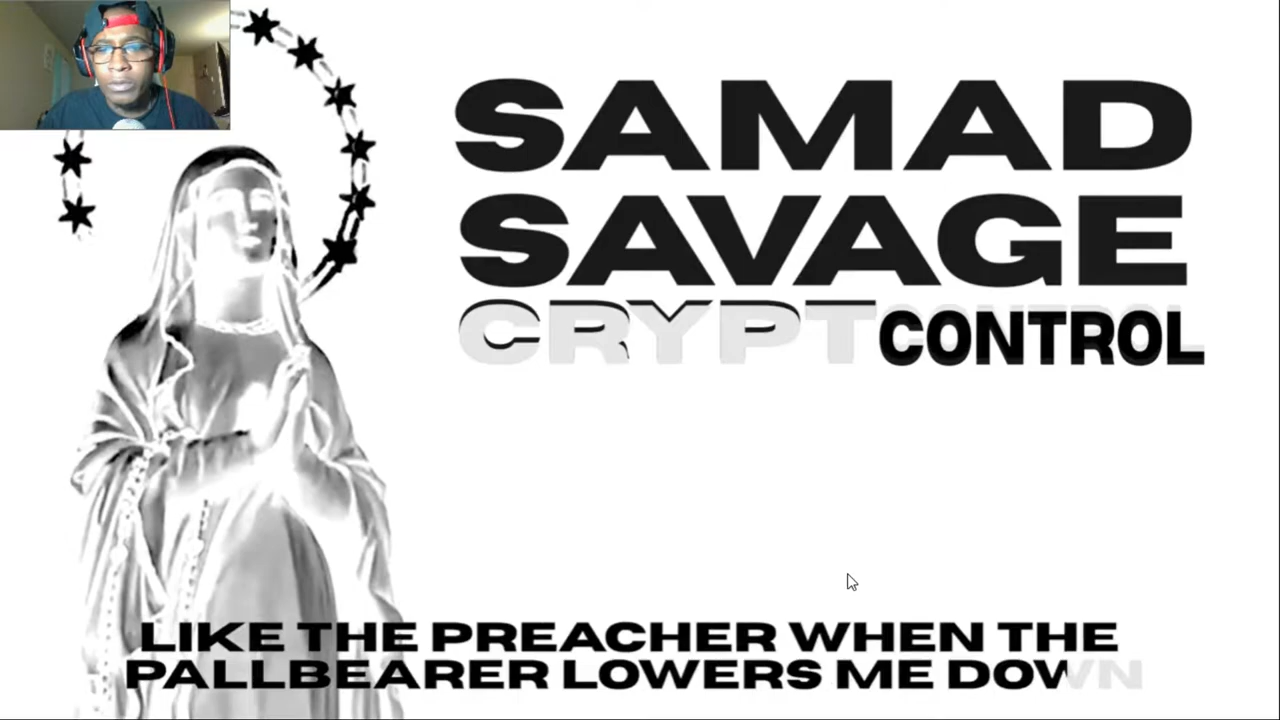 SAMAD
SAVAGE
CRYPT CONTROL
LIKE THE PREACHER WHEN THE
PALLBEARER LOWERS ME DOWN